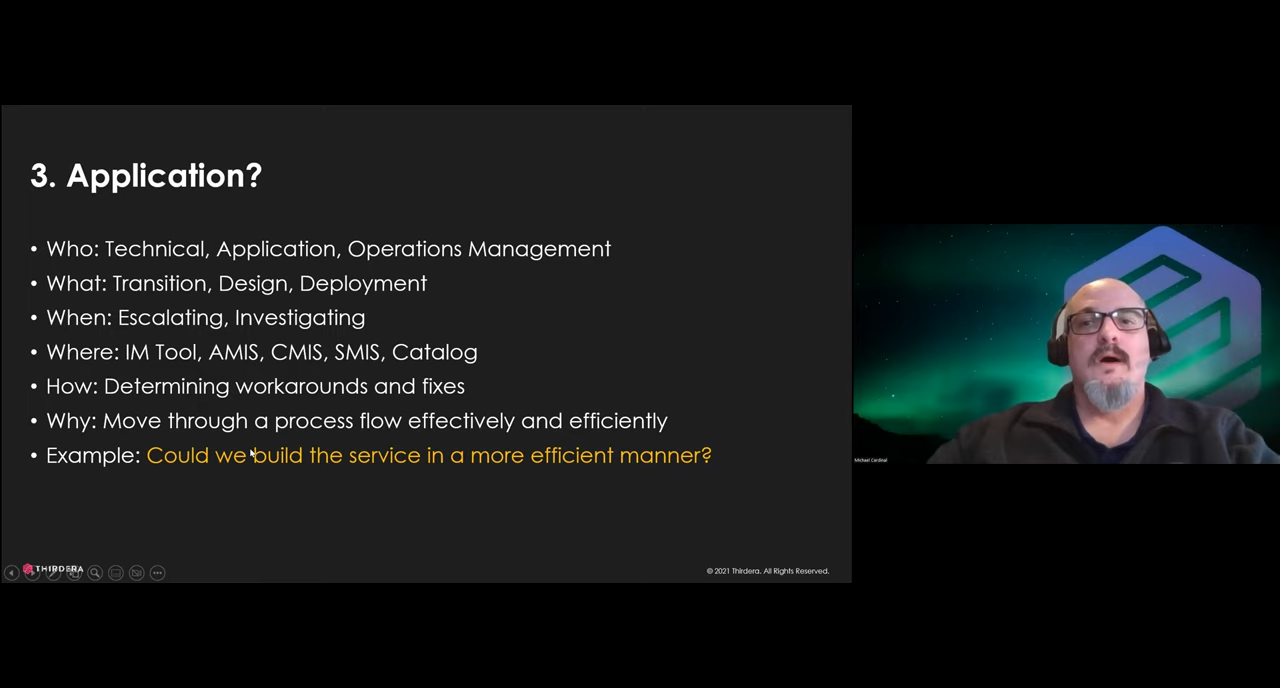 3. Application?
• Who: Technical, Application, Operations Management
• What: Transition, Design, Deployment
• When: Escalating, Investigating
• Where: IM Tool, AMIS, CMIS, SMIS, Catalog
• How: Determining workarounds and fixes
• Why: Move through a process flow effectively and efficiently
• Example: Could we build the service in a more efficient manner?
THIRDERA
© 2021 Thirdera. All Rights Reserved.
Michael Cardinal